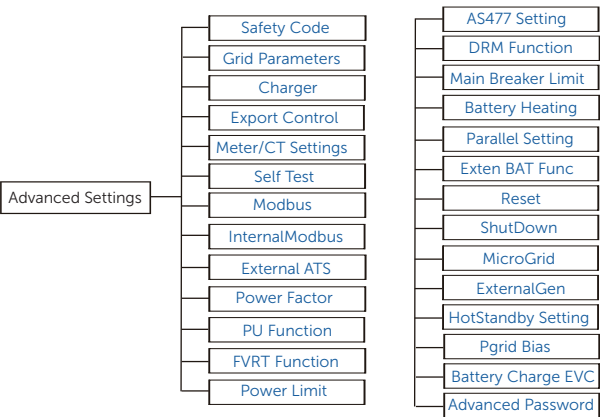 Advanced Settings
Safety Code
Grid Parameters
Charger
Export Control
Meter/CT Settings
Self Test
Modbus
InternalModbus
External ATS
Power Factor
PU Function
FVRT Function
Power Limit
AS477 Setting
DRM Function
Main Breaker Limit
Battery Heating
Parallel Setting
Exten BAT Func
Reset
ShutDown
MicroGrid
ExternalGen
HotStandby Setting
Pgrid Bias
Battery Charge EVC
Advanced Password